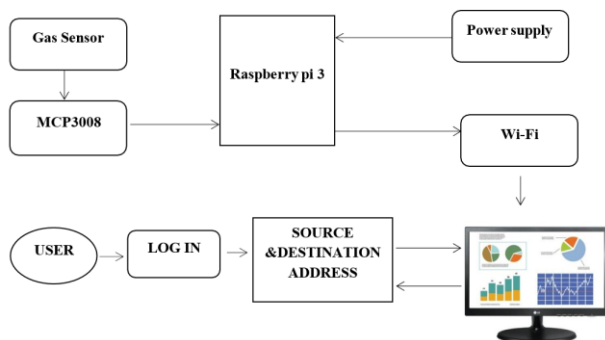 Gas Sensor
Power supply
Raspberry pi 3
MCP3008
Wi-Fi
USER
LOG IN
SOURCE
&DESTINATION
ADDRESS